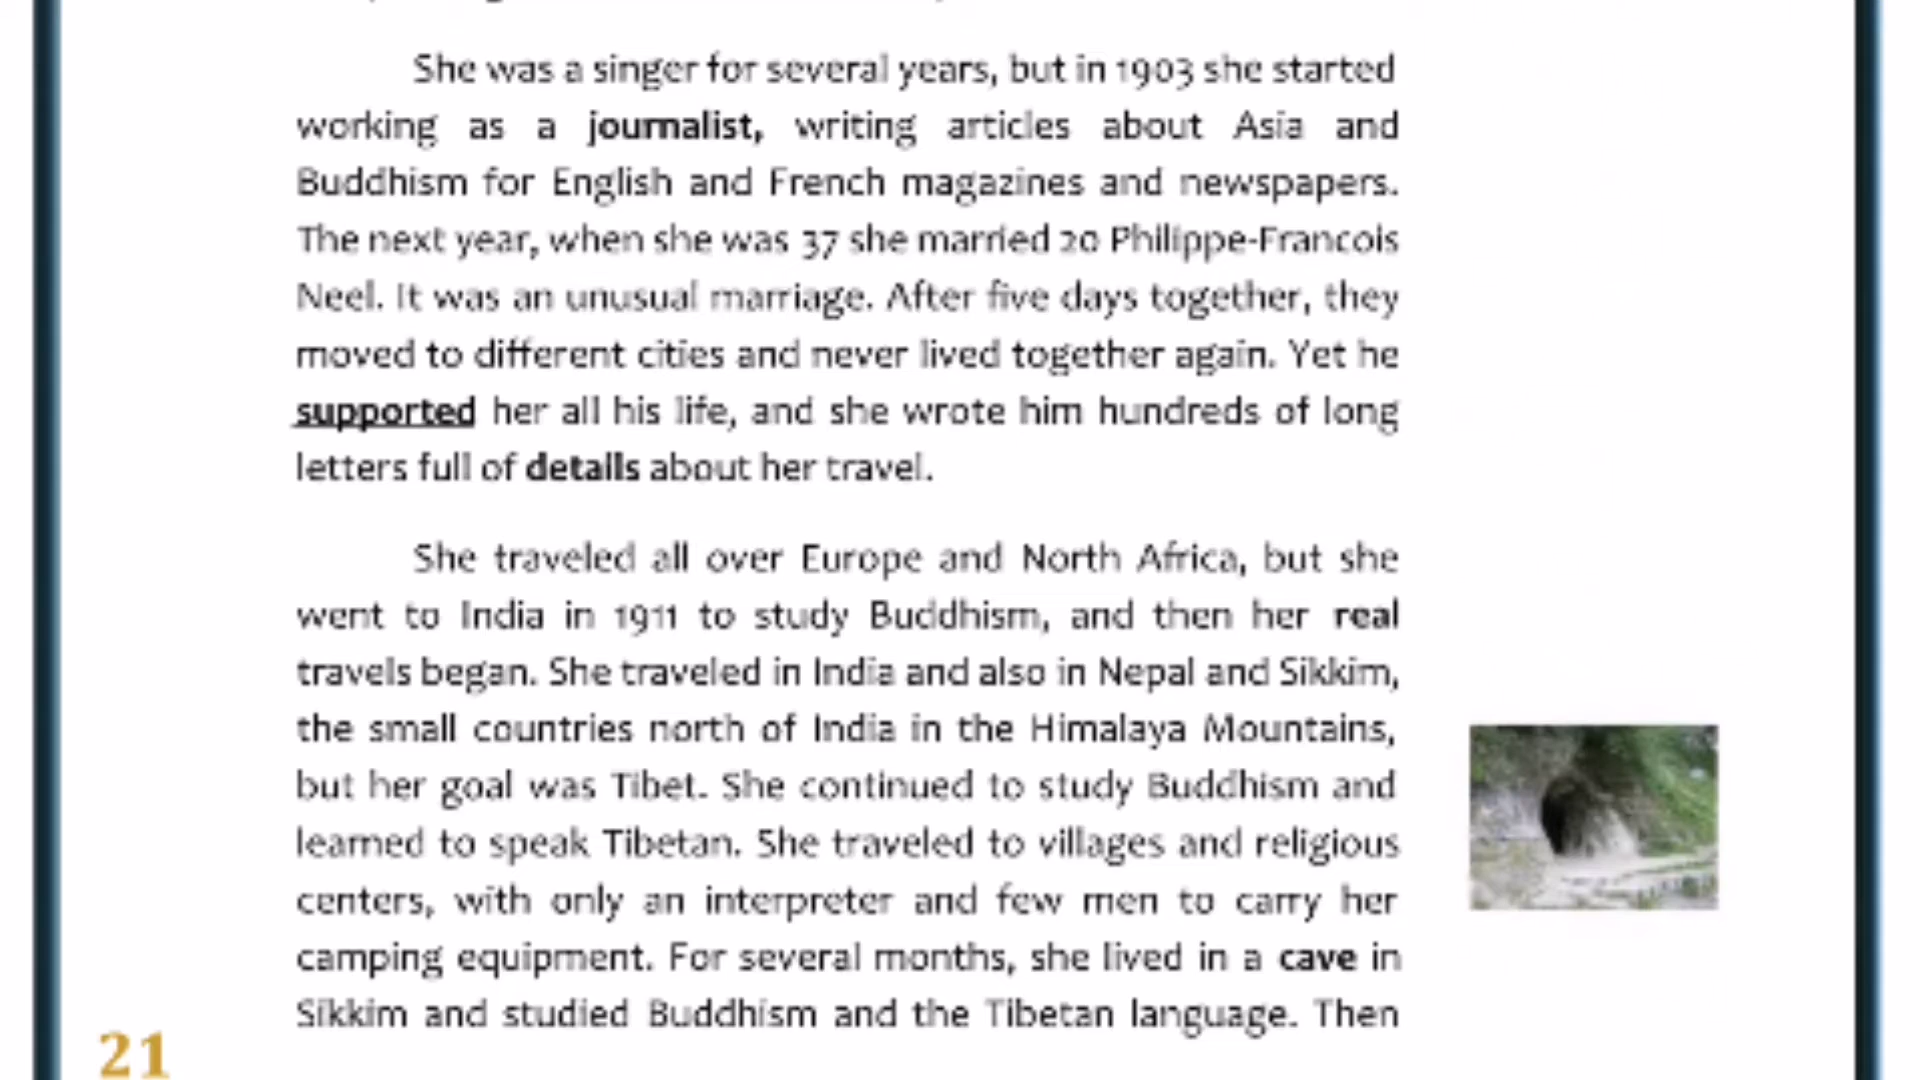 She was a singer for several years, but in 1903 she started
working as a journalist, writing articles about Asia and
Buddhism for English and French magazines and newspapers.
The next year, when she was 37 she married 20 Philippe-Francois
Neel. It was an unusual marriage. After five days together, they
moved to different cities and never lived together again. Yet he
supported her all his life, and she wrote him hundreds of long
letters full of details about her travel.
She traveled all over Europe and North Africa, but she
went to India in 1911 to study Buddhism, and then her real
travels began. She traveled in India and also in Nepal and Sikkim,
the small countries north of India in the Himalaya Mountains,
but her goal was Tibet. She continued to study Buddhism and
learned to speak Tibetan. She traveled to villages and religious
centers, with only an interpreter and few men to carry her
camping equipment. For several months, she lived in a cave in
Sikkim and studied Buddhism and the Tibetan language. Then
21